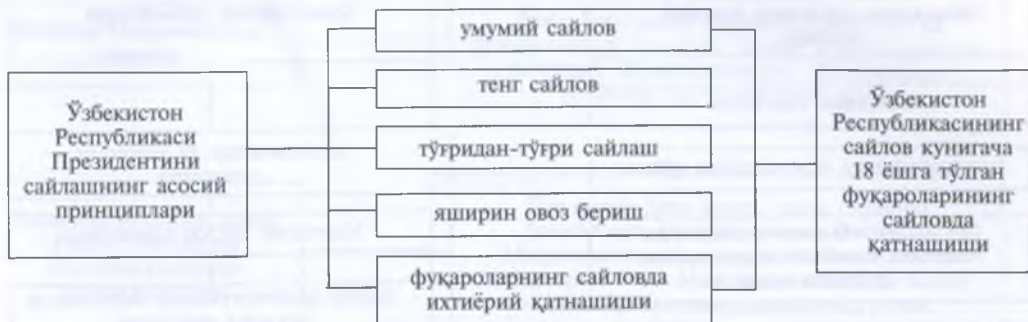 Ўзбекистон
Республикаси
Президентини
сайлашнинг асосий
принциплари
умумий сайлов
тенг сайлов
тўғридан-тўғри сайлаш
яширин овоз бериш
фуқароларнинг сайловда
ихтиёрий қатнашиши
Ўзбекистон
Республикасининг
сайлов кунигача
18 ёшга тўлган
фуқароларининг
сайловда
қатнашиши